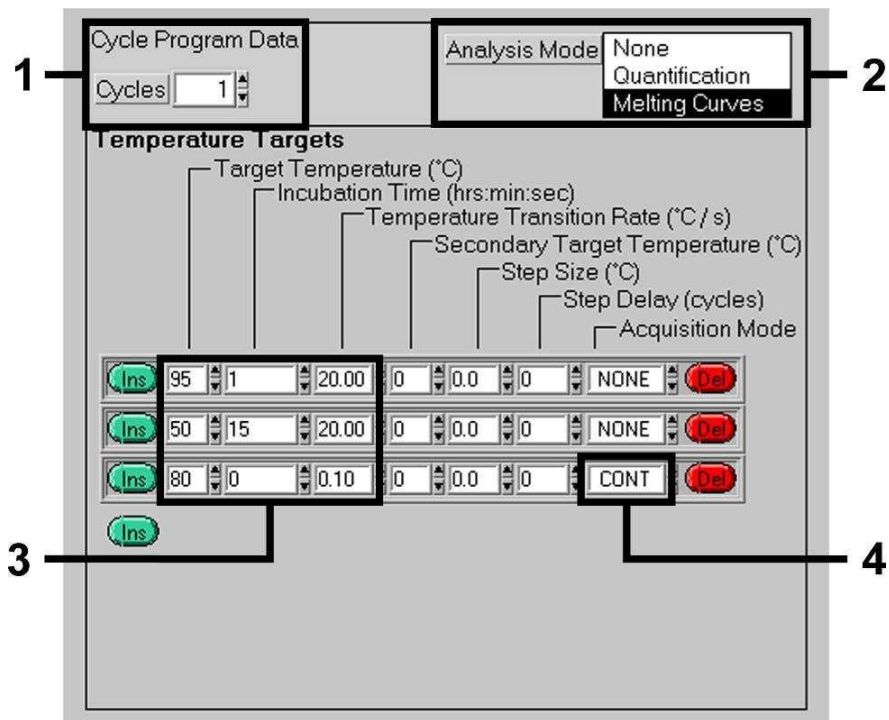 Cycle Program Data
Cycles 1
Analysis Mode None
Quantification
Melting Curves
1
2
Temperature Targets
Target Temperature (°C)
Incubation Time (hrs:min:sec)
Temperature Transition Rate (°C / s)
Secondary Target Temperature (°C)
Step Size (°C)
Step Delay (cycles)
Acquisition Mode
Ins 95 1 20.00 0 0.0 0 NONE Del
Ins 50 15 20.00 0 0.0 0 NONE Del
Ins 80 0 0.10 0 0.0 0 CONT Del
Ins
3
4